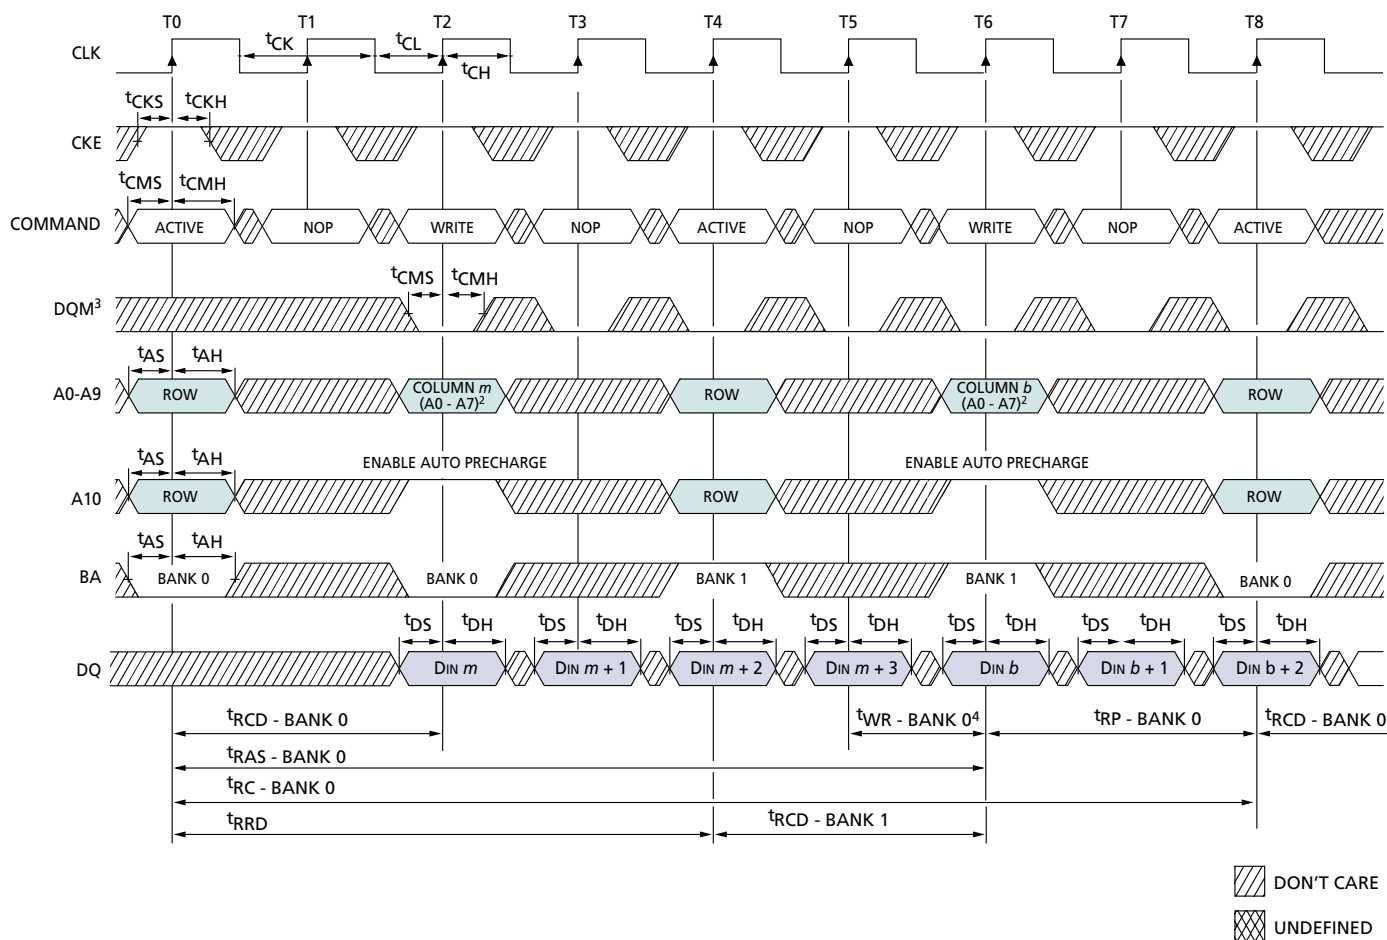 T0 T1 T2 T3 T4 T5 T6 T7 T8
CLK
tCK tCL
tCH
tCKS tCKH
CKE
tCMS tCMH
COMMAND ACTIVE NOP WRITE NOP ACTIVE NOP WRITE NOP ACTIVE
tCMS tCMH
DQM3
tAS tAH
A0-A9 ROW COLUMN m (A0 - A7)2 ROW COLUMN b (A0 - A7)2 ROW
tAS tAH
ENABLE AUTO PRECHARGE ENABLE AUTO PRECHARGE
A10 ROW ROW ROW
tAS tAH
BA BANK 0 BANK 0 BANK 1 BANK 1 BANK 0
tDS tDH tDS tDH tDS tDH tDS tDH tDS tDH tDS tDH tDS tDH
DQ DIN m DIN m + 1 DIN m + 2 DIN m + 3 DIN b DIN b + 1 DIN b + 2
tRCD - BANK 0 tWR - BANK 04 tRP - BANK 0 tRCD - BANK 0
tRAS - BANK 0
tRC - BANK 0
tRRD tRCD - BANK 1
DON'T CARE
UNDEFINED